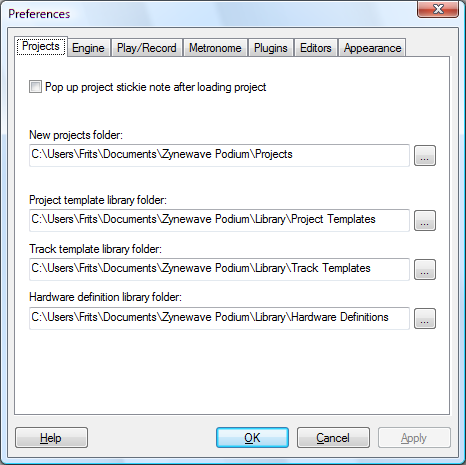 Preferences
Projects Engine Play/Record Metronome Plugins Editors Appearance
Pop up project stickie note after loading project
New projects folder:
C:\Users\Frits\Documents\Zynewave Podium\Projects ...
Project template library folder:
C:\Users\Frits\Documents\Zynewave Podium\Library\Project Templates ...
Track template library folder:
C:\Users\Frits\Documents\Zynewave Podium\Library\Track Templates ...
Hardware definition library folder:
C:\Users\Frits\Documents\Zynewave Podium\Library\Hardware Definitions ...
Help OK Cancel Apply